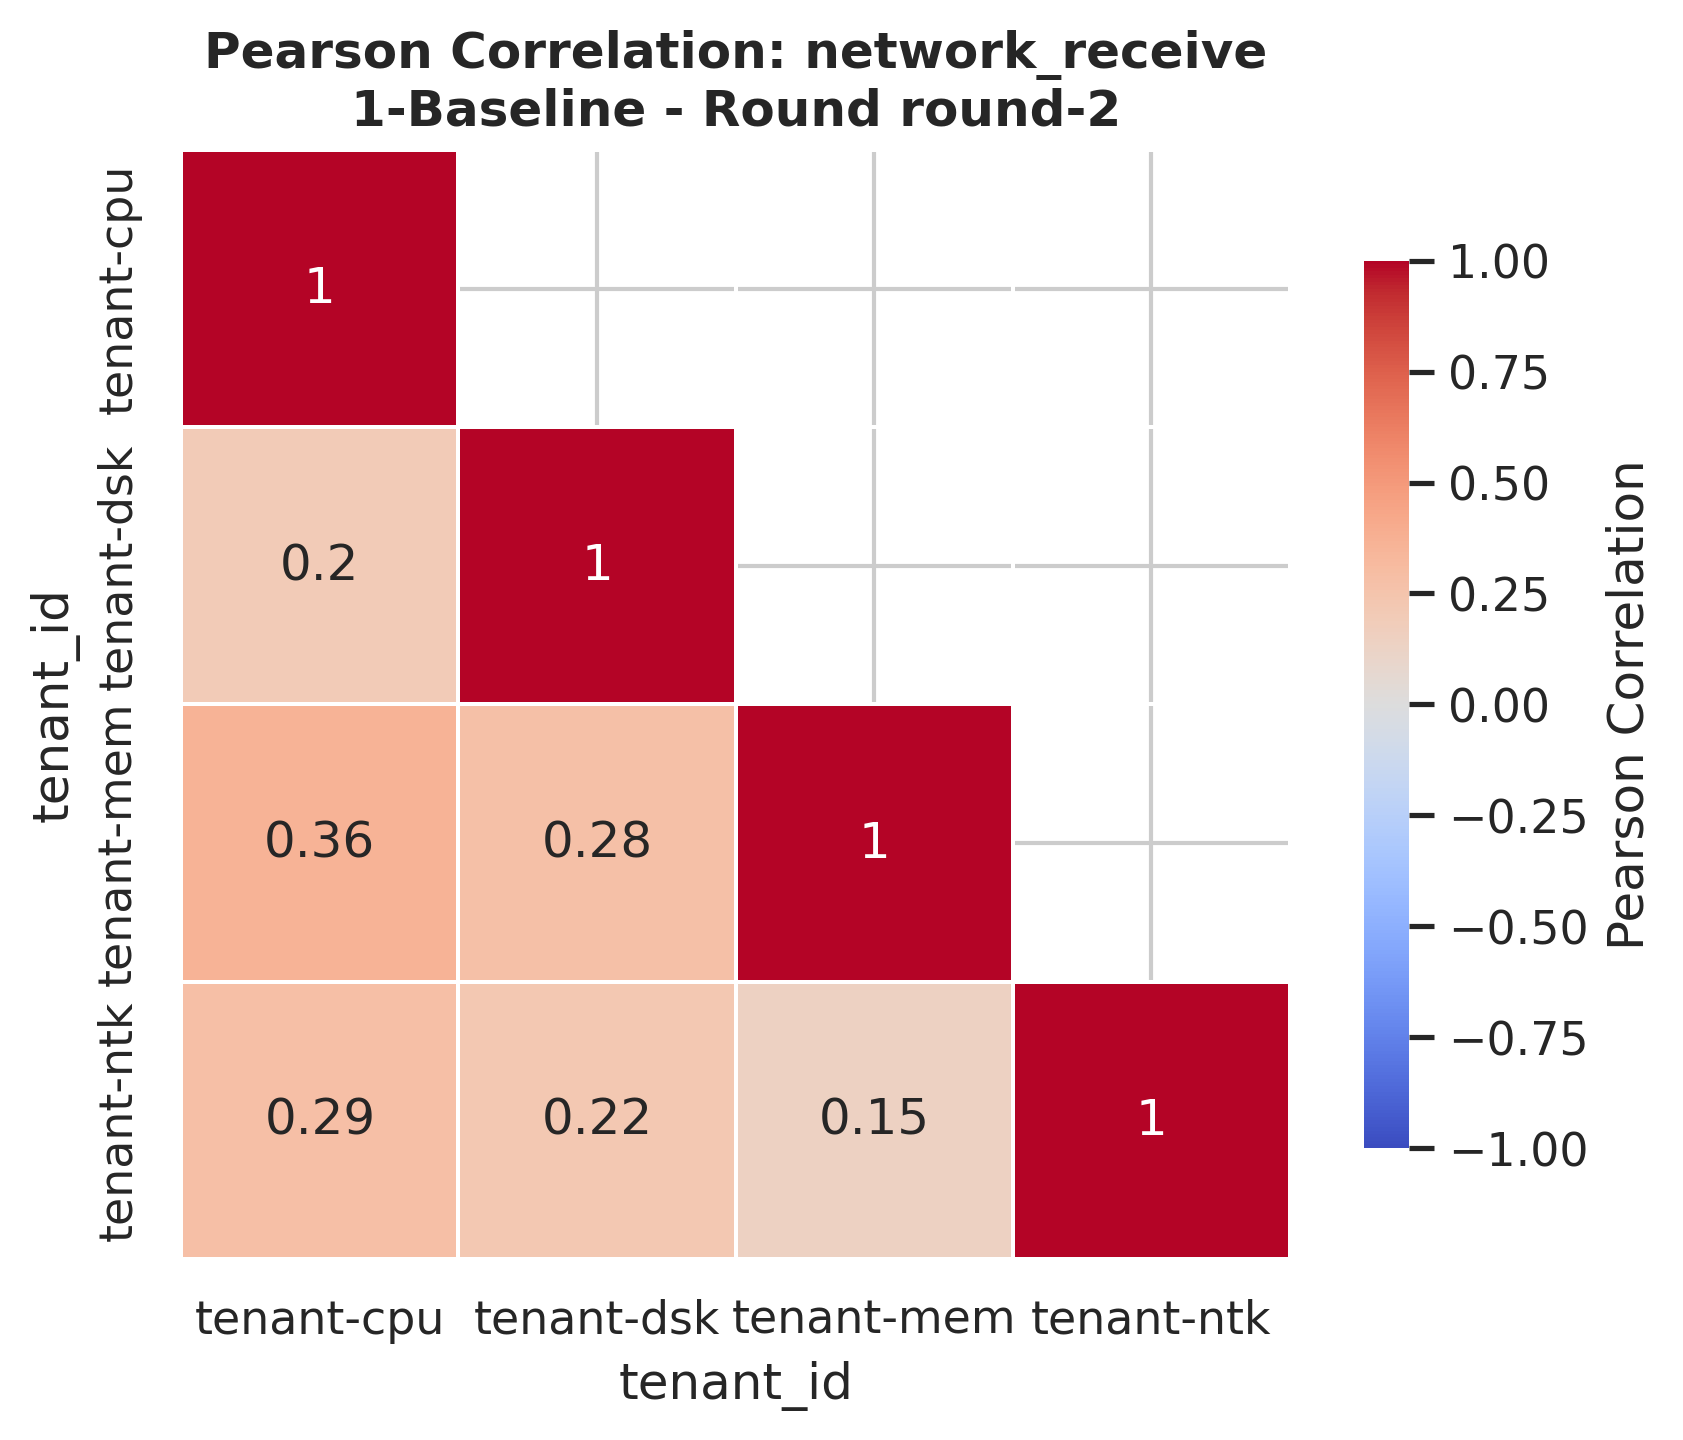 Pearson Correlation: network_receive
1-Baseline - Round round-2
tenant_id
tenant-cpu
1
tenant-dsk
0.2
1
tenant-mem
0.36
0.28
1
tenant-ntk
0.29
0.22
0.15
1
tenant-cpu
tenant-dsk
tenant-mem
tenant-ntk
tenant_id
1.00
0.75
0.50
0.25
0.00
−0.25
−0.50
−0.75
−1.00
Pearson Correlation